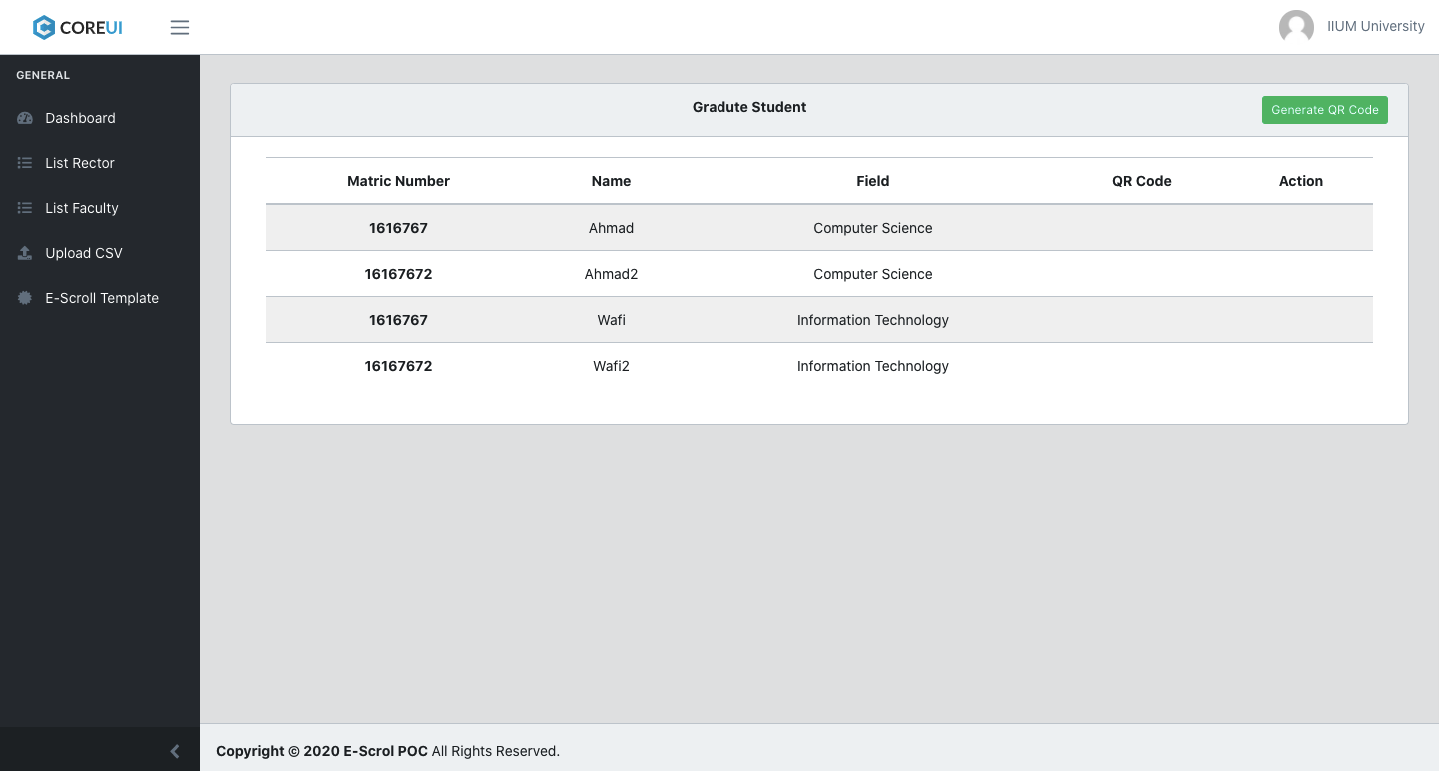 COREUI
IIUM University
GENERAL
Dashboard
List Rector
List Faculty
Upload CSV
E-Scroll Template
Gradute Student
Generate QR Code
Matric Number Name Field QR Code Action
1616767 Ahmad Computer Science
16167672 Ahmad2 Computer Science
1616767 Wafi Information Technology
16167672 Wafi2 Information Technology
Copyright © 2020 E-Scrol POC All Rights Reserved.